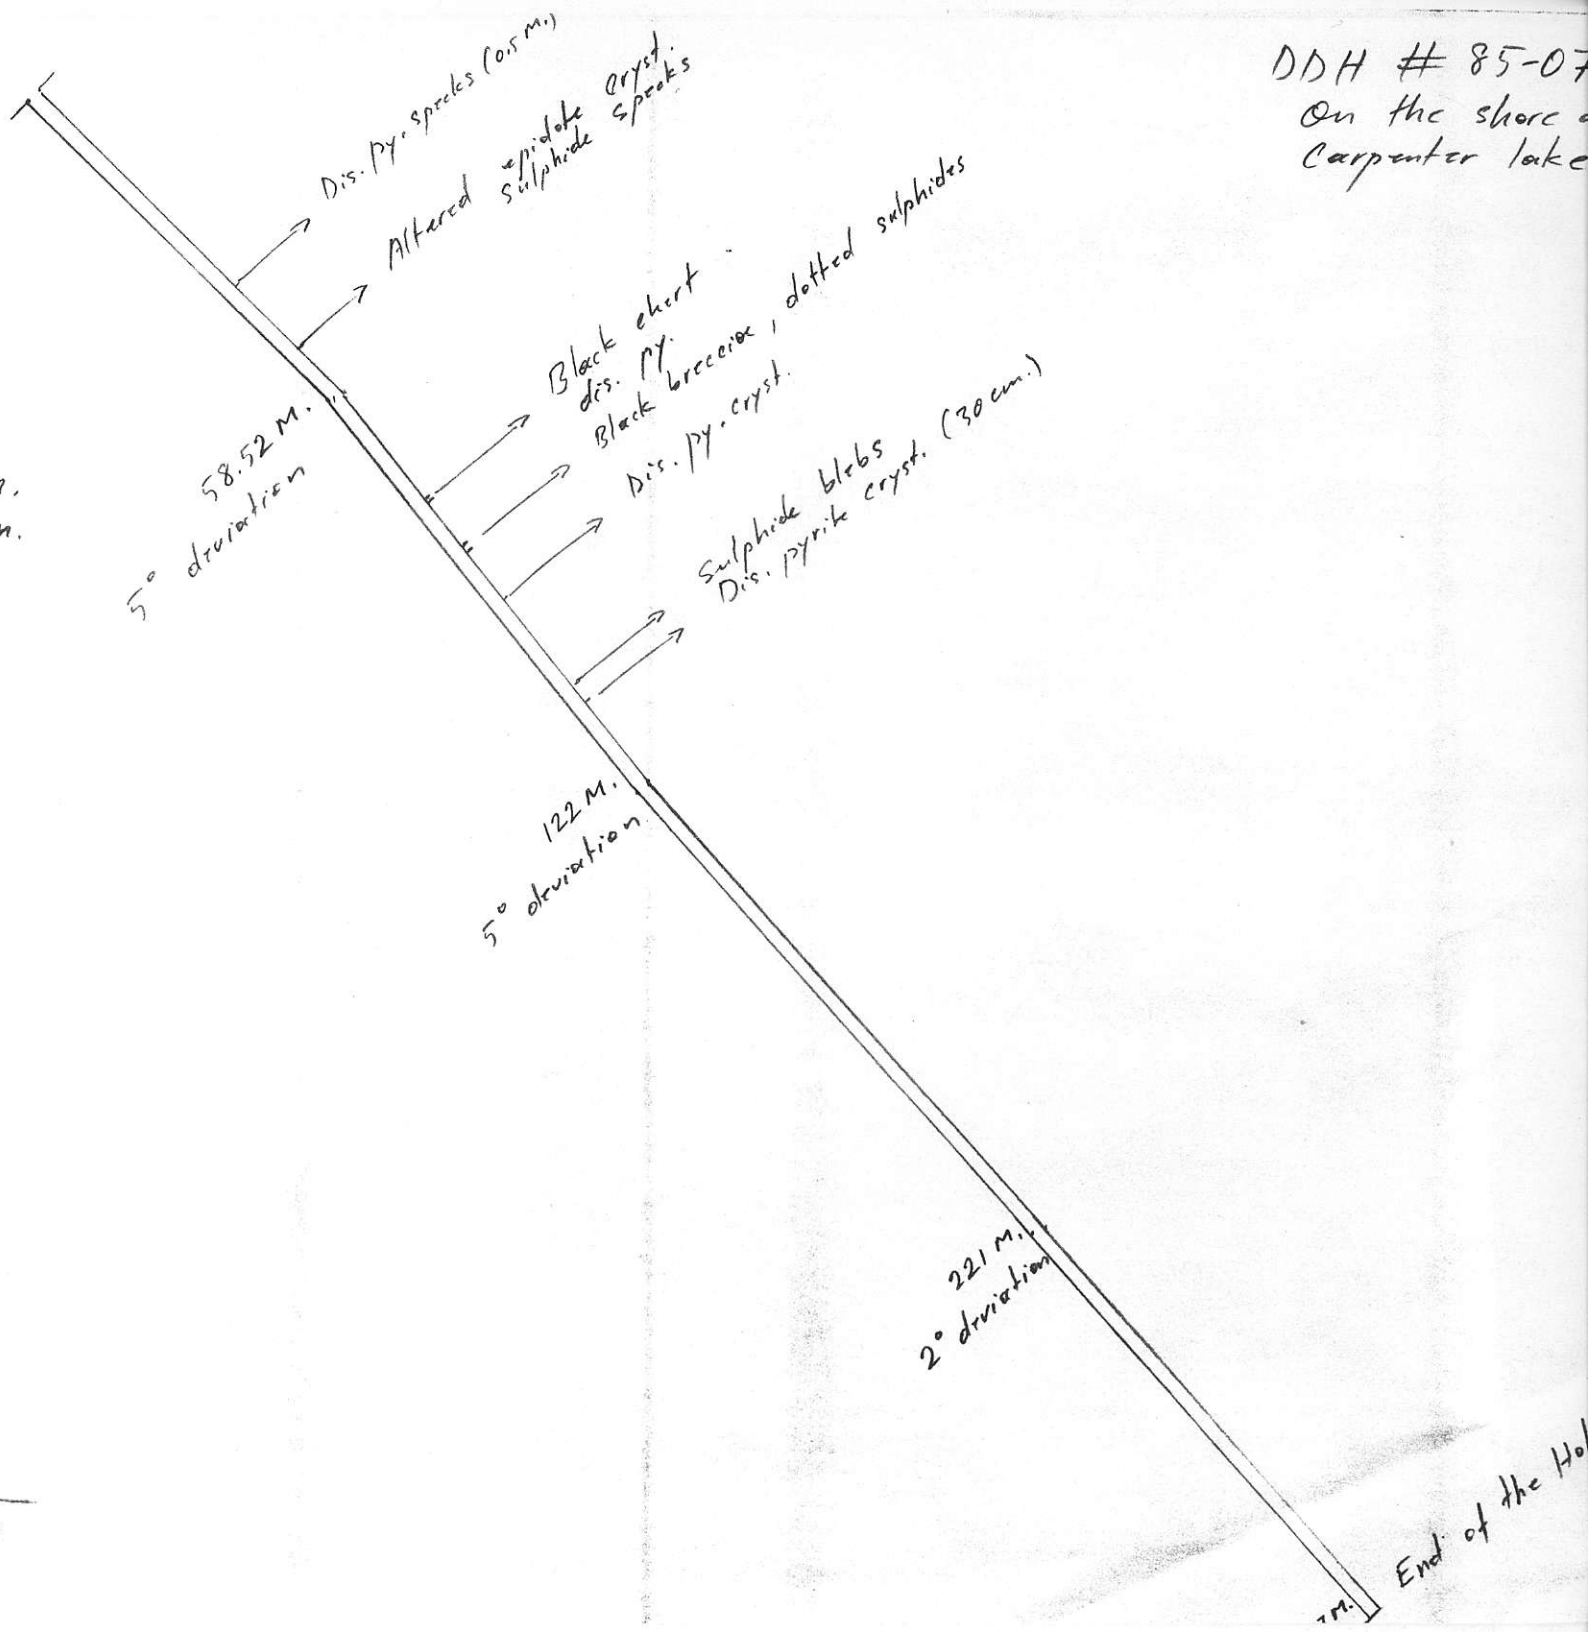 DDH # 85-07
On the shore
Carpenter lake
Dis. py. specks (0.5 M.)
Altered epidote cryst.
sulphide specks
Black chert
dis. py.
Black breccia, dotted sulphides
Dis. py. cryst.
Sulphide blebs
Dis. pyrite cryst. (30 cm.)
58.52 M.
5° deviation
122 M.
5° deviation
221 M.
2° deviation
End of the Hol
M.